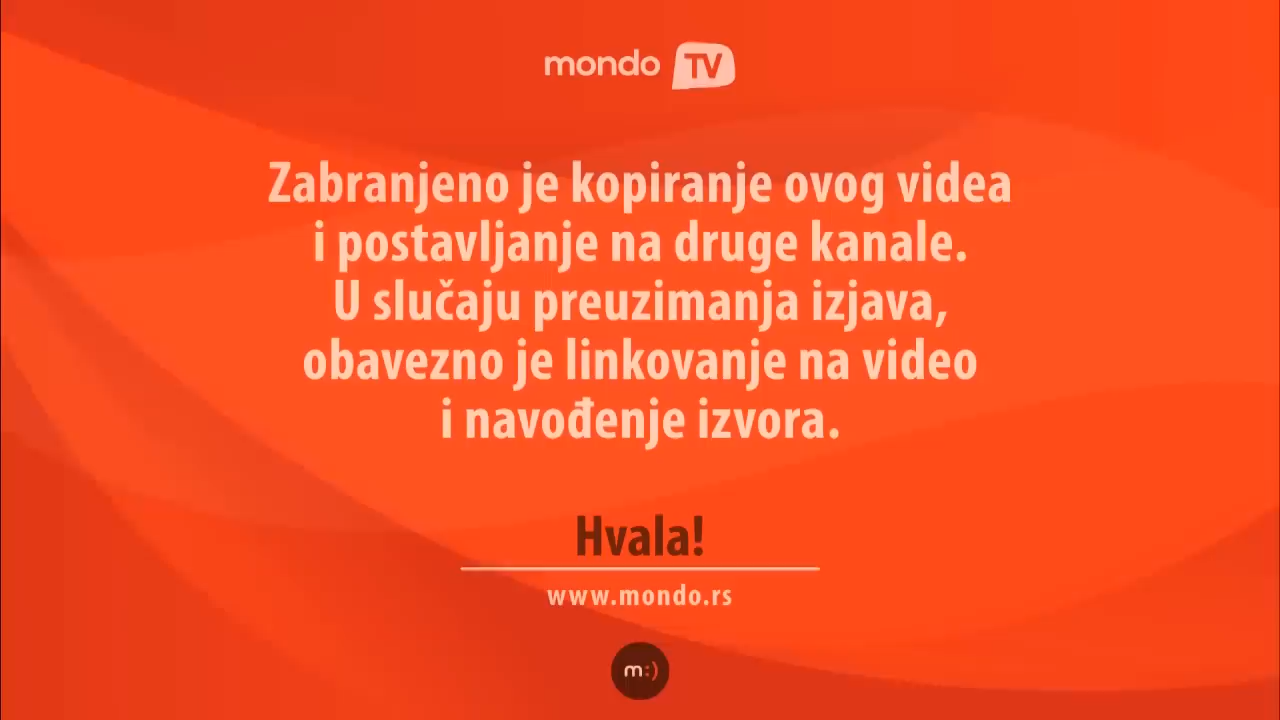 mondo TV
Zabranjeno je kopiranje ovog videa
i postavljanje na druge kanale.
U slučaju preuzimanja izjava,
obavezno je linkovanje na video
i navođenje izvora.
Hvala!
www.mondo.rs
m:)